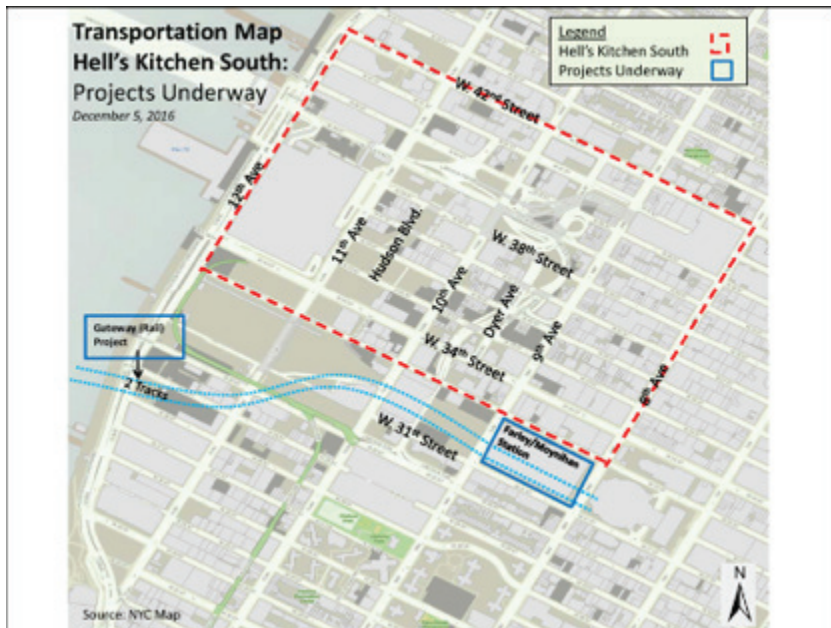 Transportation Map
Hell's Kitchen South:
Projects Underway
December 5, 2016
Legend
Hell's Kitchen South
Projects Underway
W. 42nd Street
12th Ave
11th Ave
Hudson Blvd.
W. 38th Street
10th Ave
Dyer Ave
9th Ave
W. 34th Street
8th Ave
Gateway (Rail)
Project
2 Tracks
W. 31st Street
Farley/Moynihan
Station
N
Source: NYC Map